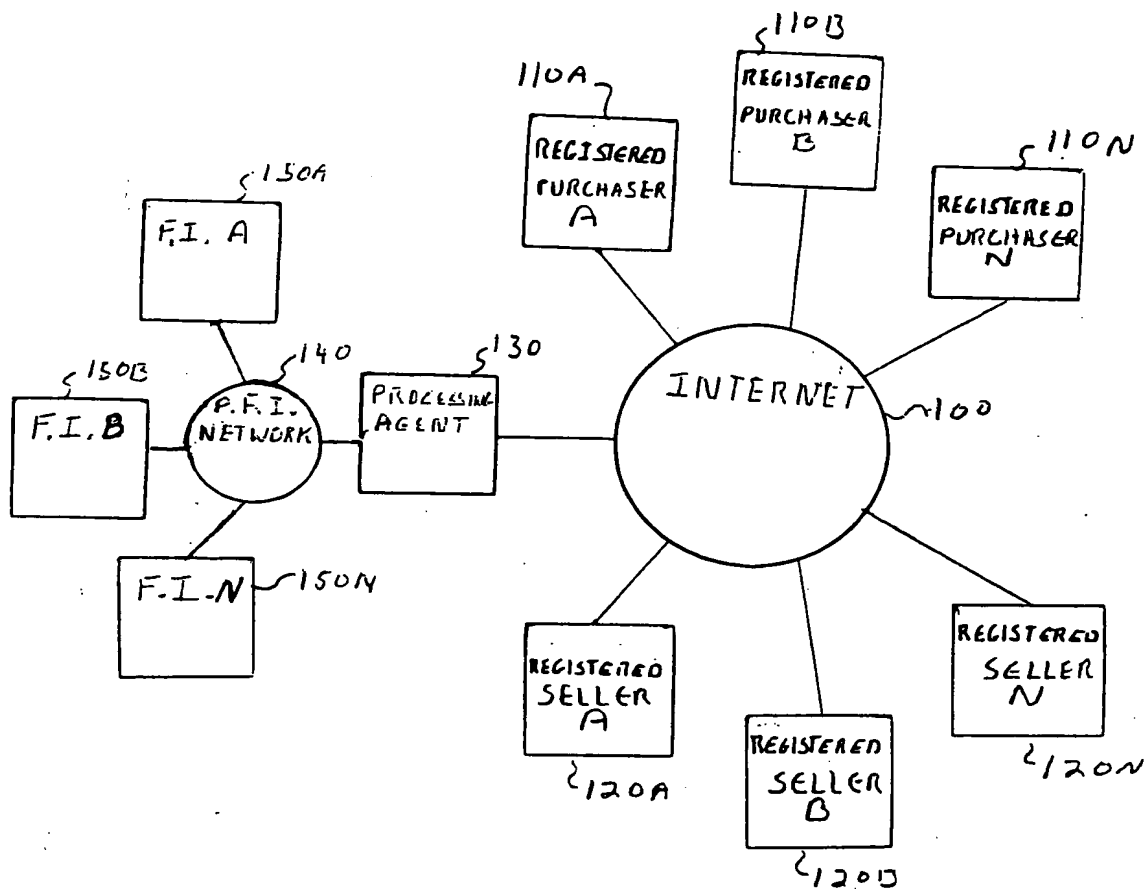 110B
REGISTERED
PURCHASER
B
110A
REGISTERED
PURCHASER
A
110N
REGISTERED
PURCHASER
N
150A
F.I. A
140
P.F.I.
NETWORK
130
PROCESSING
AGENT
150B
F.I. B
INTERNET
100
F.I.-N
150N
REGISTERED
SELLER
A
120A
REGISTERED
SELLER
B
120B
REGISTERED
SELLER
N
120N